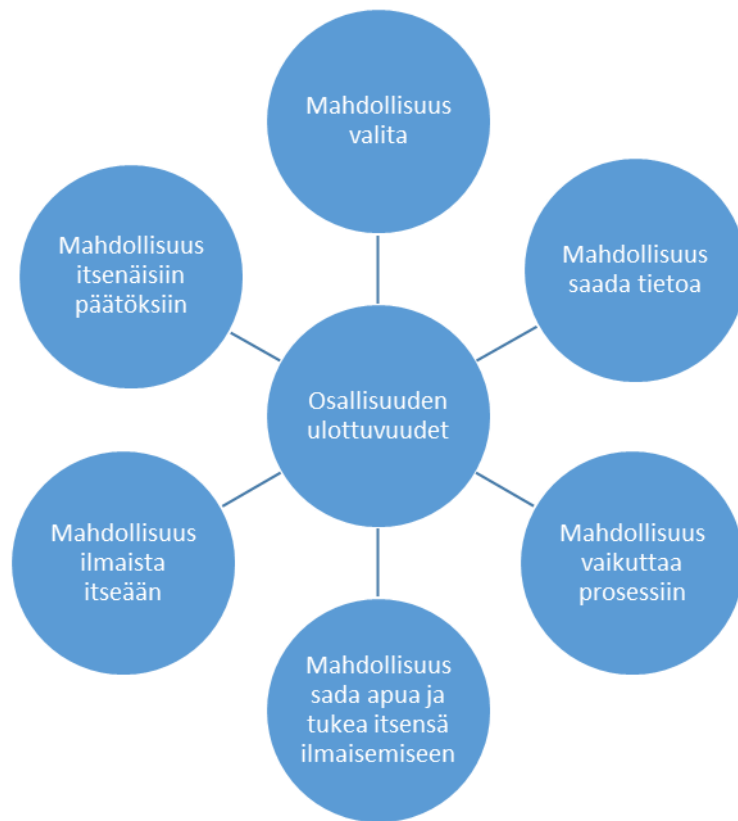 Mahdollisuus
valita
Mahdollisuus
saada tietoa
Mahdollisuus
vaikuttaa
prosessiin
Mahdollisuus
sada apua ja
tukea itsensä
ilmaisemiseen
Mahdollisuus
ilmaista
itseään
Mahdollisuus
itsenäisiin
päätöksiin
Osallisuuden
ulottuvuudet